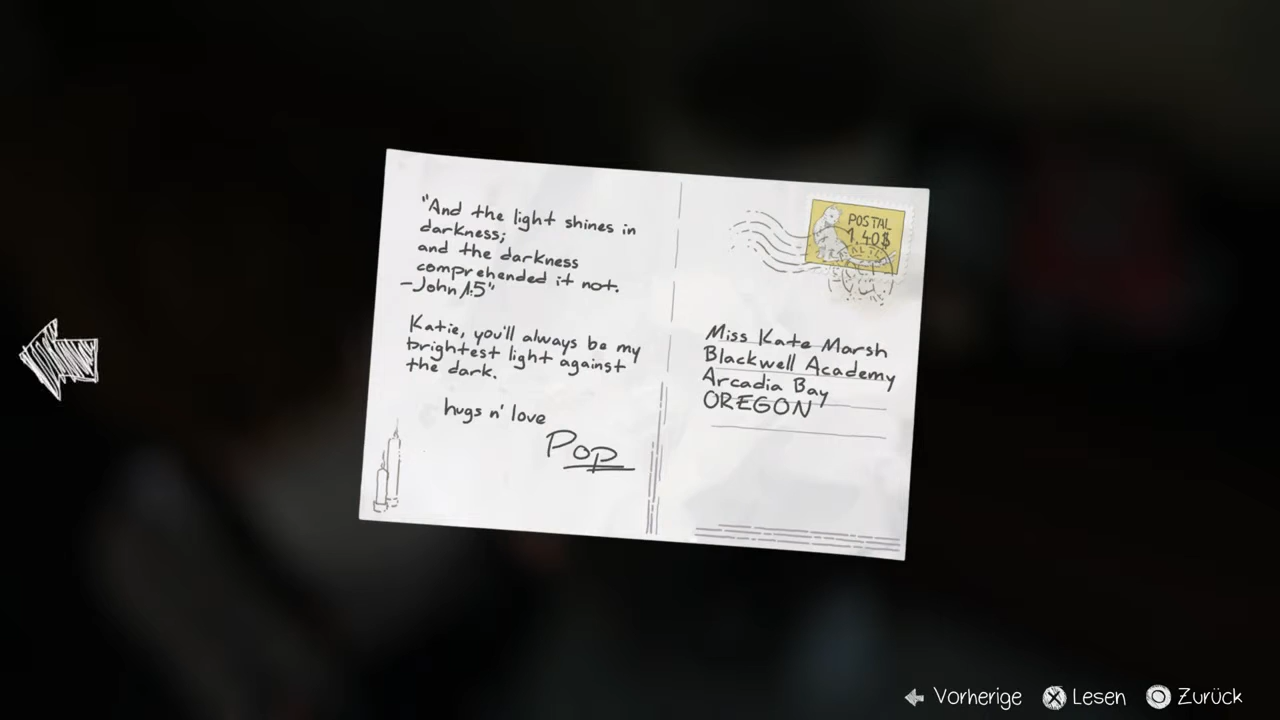 "And the light shines in
darkness;
and the darkness
comprehended it not.
-John 1:5"
Katie, you'll always be my
brightest light against
the dark.
hugs n' love
Pop
POSTAL
1.40$
Miss Kate Marsh
Blackwell Academy
Arcadia Bay
OREGON
Vorherige
Lesen
Zurück